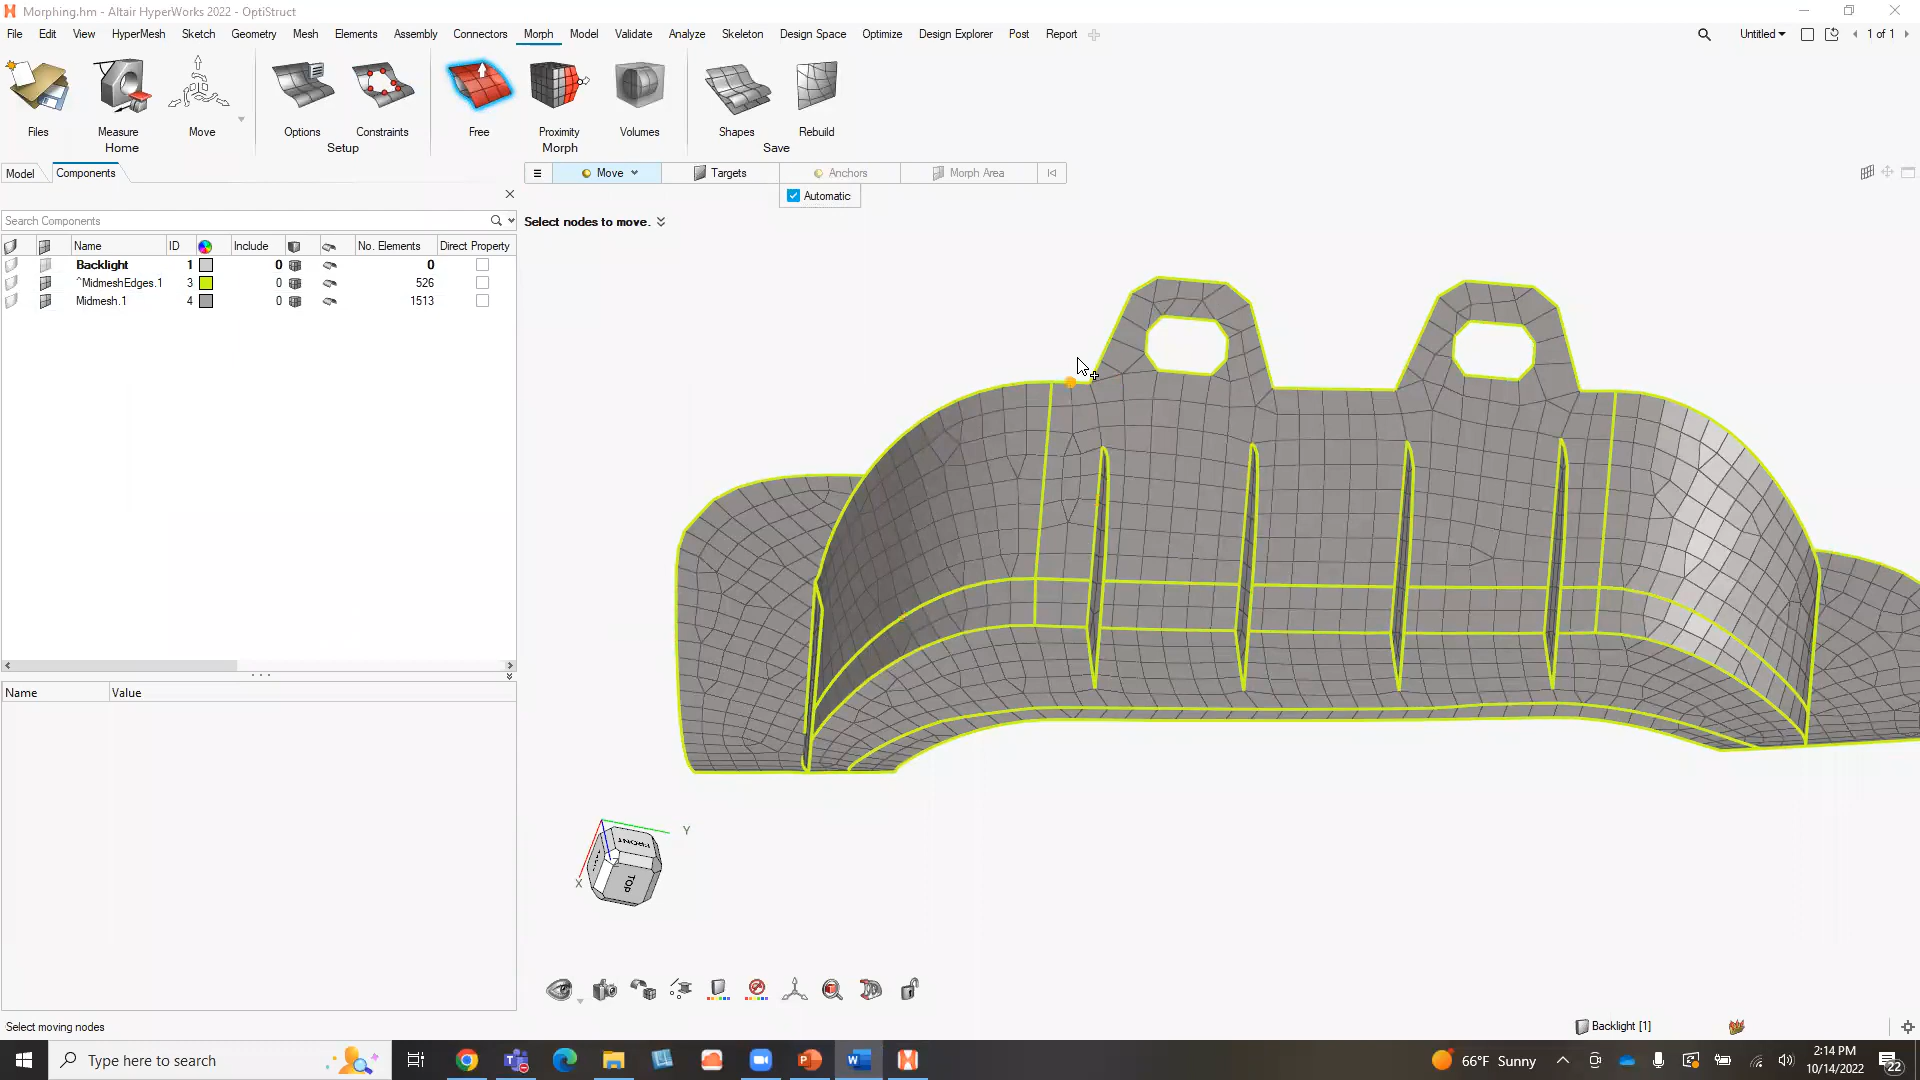 Morphing.hm - Altair HyperWorks 2022 - OptiStruct
File Edit View HyperMesh Sketch Geometry Mesh Elements Assembly Connectors Morph Model Validate Analyze Skeleton Design Space Optimize Design Explorer Post Report Untitled 1 of 1
Files Measure Move Options Constraints Free Proximity Volumes Shapes Rebuild
Home Setup Morph Save
Model Components Move Targets Anchors Morph Area
Automatic
Search Components
Select nodes to move.
Name ID Include No. Elements Direct Property
Backlight 1 0 0
^MidmeshEdges.1 3 0 526
Midmesh.1 4 0 1513
Name Value
Y
X
Z
FRONT
TOP
Select moving nodes
Backlight [1]
Type here to search
66°F Sunny
2:14 PM
10/14/2022
22